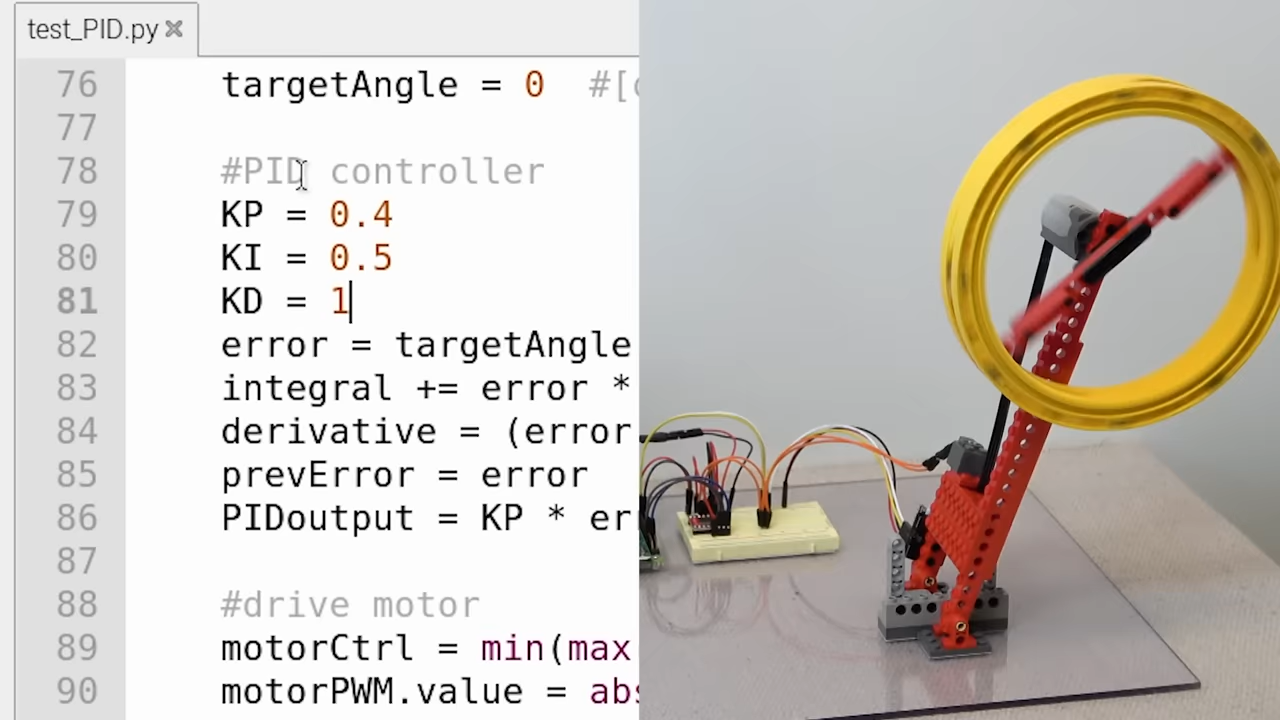 test_PID.py
76 targetAngle = 0 #[
77
78 #PID controller
79 KP = 0.4
80 KI = 0.5
81 KD = 1
82 error = targetAngle
83 integral += error *
84 derivative = (error
85 prevError = error
86 PIDoutput = KP * er
87
88 #drive motor
89 motorCtrl = min(max
90 motorPWM.value = abs